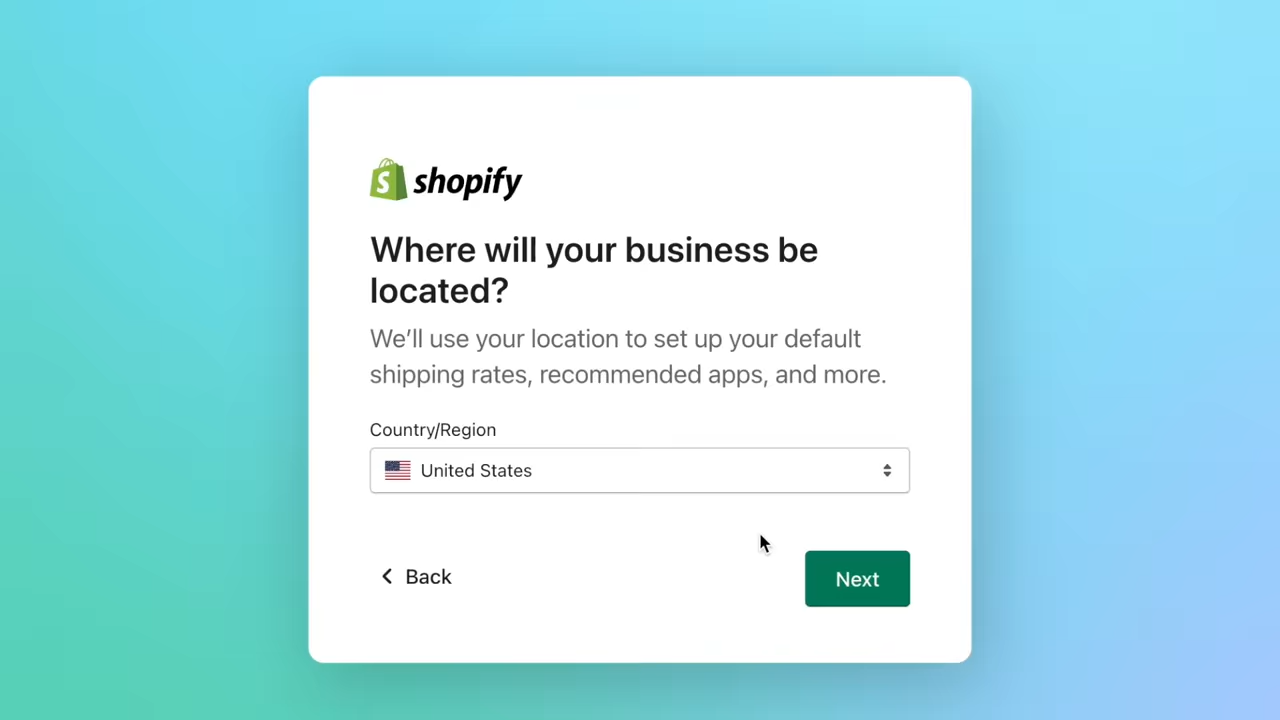 shopify
Where will your business be
located?
We’ll use your location to set up your default
shipping rates, recommended apps, and more.
Country/Region
United States
Back
Next